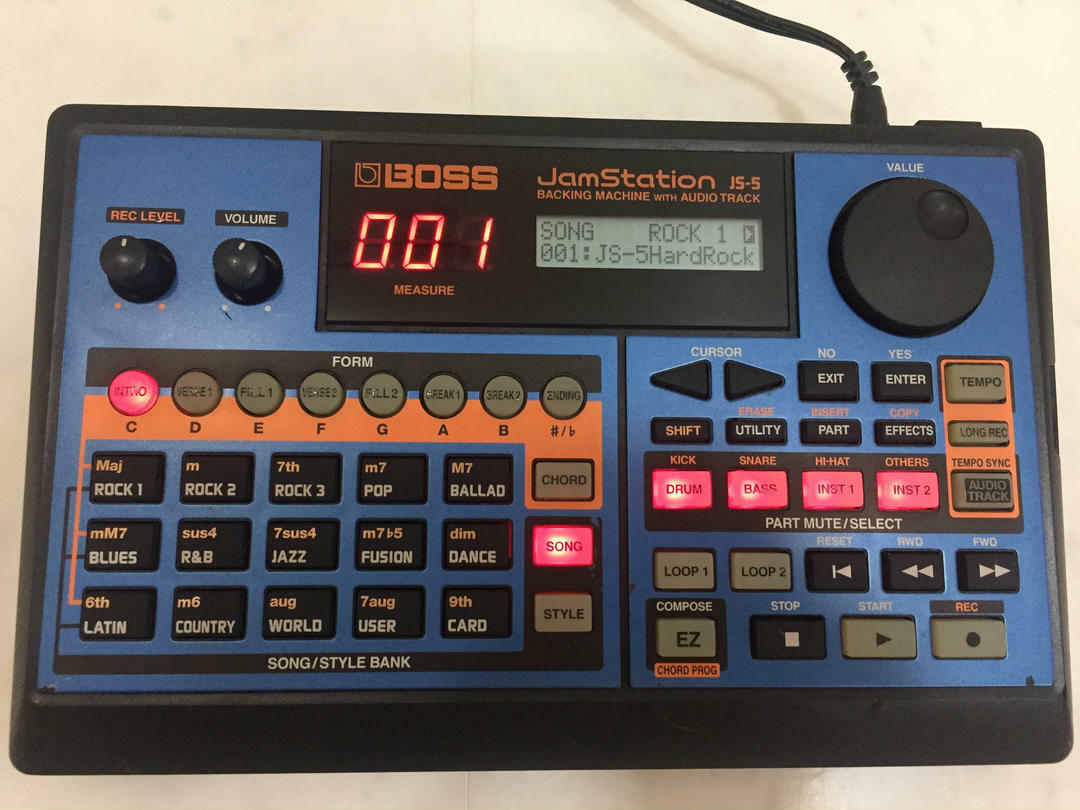 VALUE
BOSS
JamStation JS-5
BACKING MACHINE WITH AUDIO TRACK
REC LEVEL
VOLUME
001
MEASURE
SONG ROCK 1
001:JS-5HardRock
FORM
INTRO VERSE 1 FILL 1 VERSE 2 FILL 2 BREAK 1 BREAK 2 ENDING
C D E F G A B #/♭
Maj m 7th m7 M7
ROCK 1 ROCK 2 ROCK 3 POP BALLAD
CHORD
mM7 sus4 7sus4 m7♭5 dim
BLUES R&B JAZZ FUSION DANCE
SONG
6th m6 aug 7aug 9th
LATIN COUNTRY WORLD USER CARD
STYLE
SONG/STYLE BANK
CURSOR NO YES
EXIT ENTER TEMPO
ERASE INSERT COPY
SHIFT UTILITY PART EFFECTS LONG REC
KICK SNARE HI-HAT OTHERS TEMPO SYNC
DRUM BASS INST 1 INST 2 AUDIO TRACK
PART MUTE/SELECT
RESET RWD FWD
LOOP 1 LOOP 2
COMPOSE STOP START REC
EZ
CHORD PROG